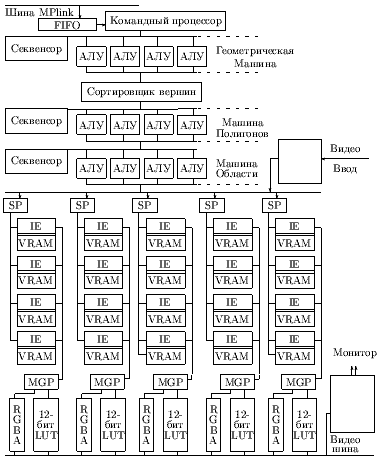 Шина MPlink
FIFO
Командный процессор
Секвенсор
АЛУ АЛУ АЛУ АЛУ
Геометрическая
Машина
Сортировщик вершин
Секвенсор
АЛУ АЛУ АЛУ АЛУ
Машина
Полигонов
Секвенсор
АЛУ АЛУ АЛУ АЛУ
Машина
Области
Видео
Ввод
SP SP SP SP SP
IE IE IE IE IE
VRAM VRAM VRAM VRAM VRAM
IE IE IE IE IE
VRAM VRAM VRAM VRAM VRAM
IE IE IE IE IE
VRAM VRAM VRAM VRAM VRAM
IE IE IE IE IE
VRAM VRAM VRAM VRAM VRAM
Монитор
MGP MGP MGP MGP MGP
RGBA 12-бит LUT RGBA 12-бит LUT RGBA 12-бит LUT RGBA 12-бит LUT RGBA 12-бит LUT
Видео
шина